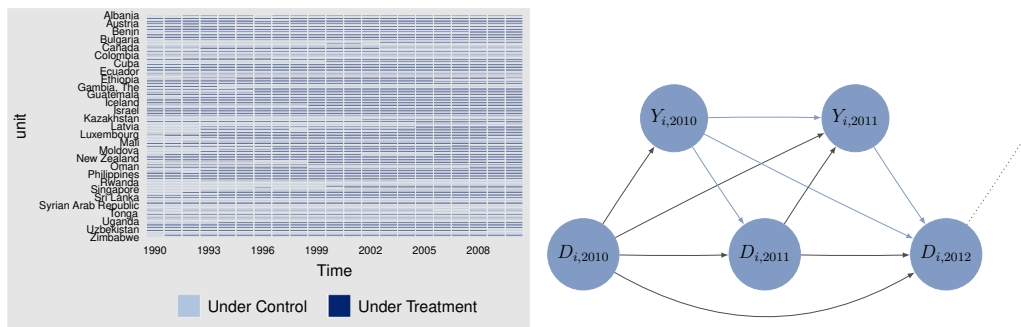 Albania
Austria
Benin
Bulgaria
Canada
Colombia
Cuba
Ecuador
Ethiopia
Gambia, The
Guatemala
Iceland
Israel
Kazakhstan
Latvia
Luxembourg
Mali
Moldova
New Zealand
Oman
Philippines
Rwanda
Singapore
Sri Lanka
Syrian Arab Republic
Tonga
Uganda
Uzbekistan
Zimbabwe
unit
1990 1993 1996 1999 2002 2005 2008
Time
Under Control Under Treatment
Y_{i,2010} Y_{i,2011}
D_{i,2010} D_{i,2011} D_{i,2012}